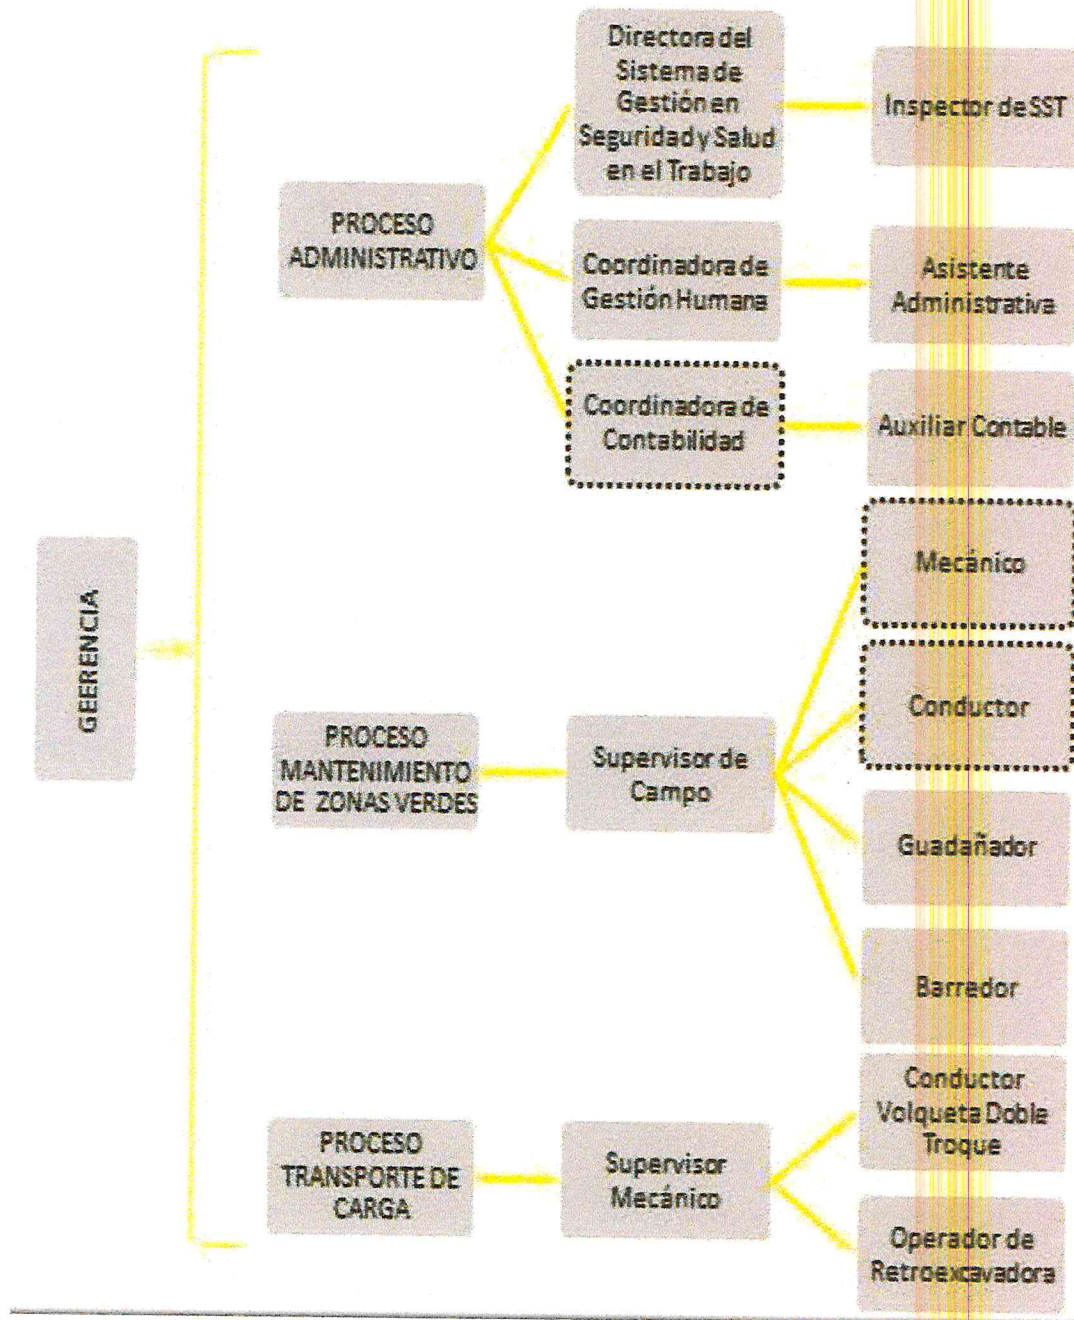 GEERENCIA
PROCESO
ADMINISTRATIVO
Directora del
Sistema de
Gestión en
Seguridad y Salud
en el Trabajo
Inspector de SST
Coordinadora de
Gestión Humana
Asistente
Administrativa
Coordinadora de
Contabilidad
Auxiliar Contable
PROCESO
MANTENIMIENTO
DE ZONAS VERDES
Supervisor de
Campo
Mecánico
Conductor
Guadañador
Barredor
PROCESO
TRANSPORTE DE
CARGA
Supervisor
Mecánico
Conductor
Volqueta Doble
Troque
Operador de
Retroexcavadora